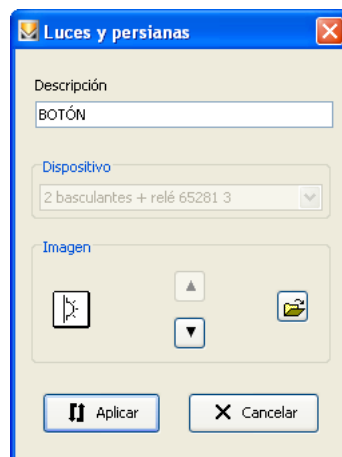 Luces y persianas
Descripción
BOTÓN
Dispositivo
2 basculantes + relé 65281 3
Imagen
Aplicar
Cancelar